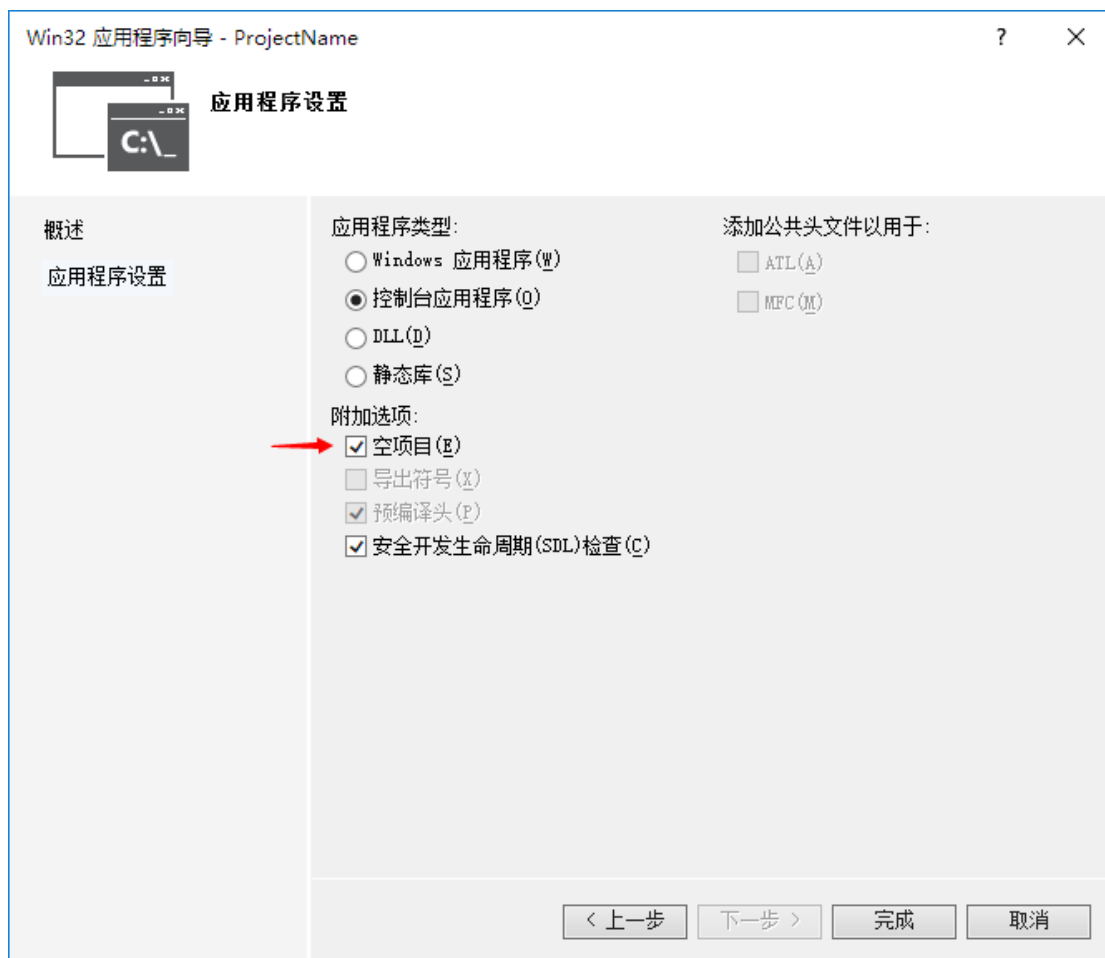 Win32 应用程序向导 - ProjectName
?
C:\_
应用程序设置
概述
应用程序设置
应用程序类型:
Windows 应用程序(W)
控制台应用程序(O)
DLL(D)
静态库(S)
附加选项:
空项目(E)
导出符号(X)
预编译头(P)
安全开发生命周期(SDL)检查(C)
添加公共头文件以用于:
ATL(A)
MFC(M)
< 上一步
下一步 >
完成
取消